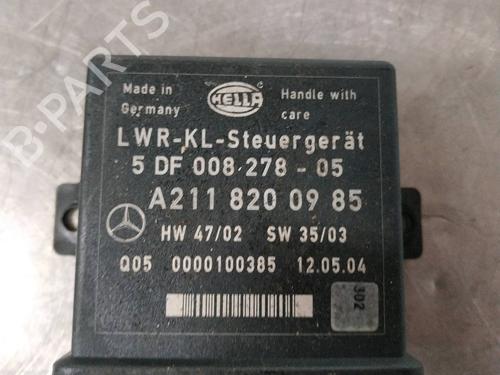 Made in
Germany
HELLA
Handle with
care
LWR-KL-Steuergerät
5 DF 008 278 - 05
A211 820 09 85
HW 47/02 SW 35/03
Q05 0000100385 12.05.04
302
B-PARTS